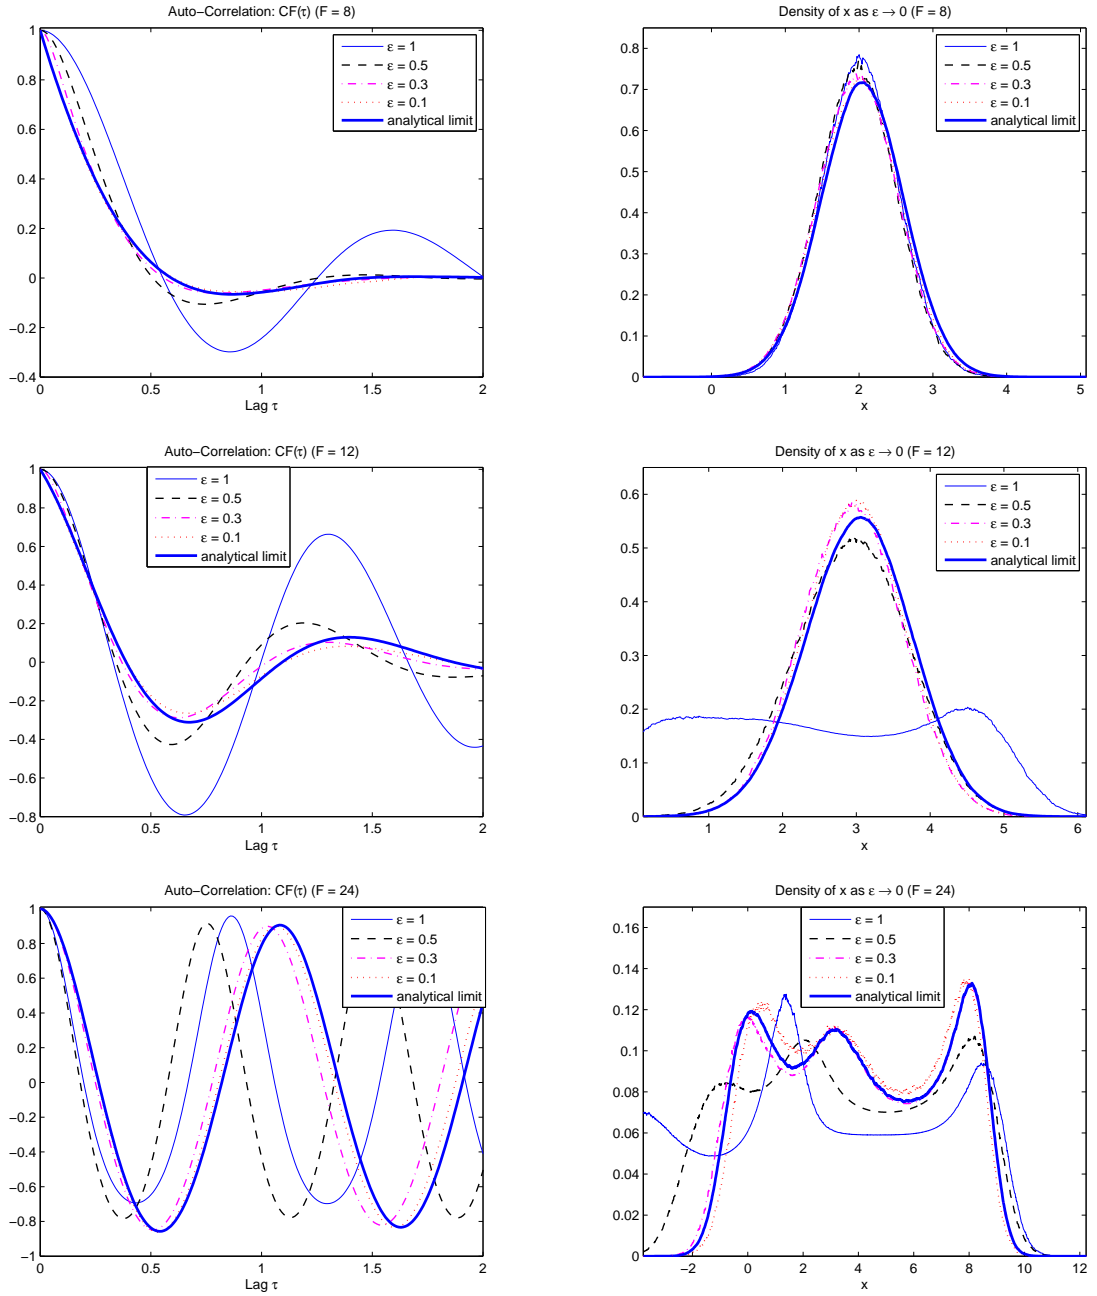 Auto−Correlation: CF(τ) (F = 8)
1
0.8
0.6
0.4
0.2
0
−0.2
−0.4
0
0.5
1
1.5
2
Lag τ
ε = 1
ε = 0.5
ε = 0.3
ε = 0.1
analytical limit
Density of x as ε → 0 (F = 8)
0.8
0.7
0.6
0.5
0.4
0.3
0.2
0.1
0
0
1
2
3
4
5
x
ε = 1
ε = 0.5
ε = 0.3
ε = 0.1
analytical limit
Auto−Correlation: CF(τ) (F = 12)
1
0.8
0.6
0.4
0.2
0
−0.2
−0.4
−0.6
−0.8
0
0.5
1
1.5
2
Lag τ
ε = 1
ε = 0.5
ε = 0.3
ε = 0.1
analytical limit
Density of x as ε → 0 (F = 12)
0.6
0.5
0.4
0.3
0.2
0.1
0
1
2
3
4
5
6
x
ε = 1
ε = 0.5
ε = 0.3
ε = 0.1
analytical limit
Auto−Correlation: CF(τ) (F = 24)
1
0.8
0.6
0.4
0.2
0
−0.2
−0.4
−0.6
−0.8
−1
0
0.5
1
1.5
2
Lag τ
ε = 1
ε = 0.5
ε = 0.3
ε = 0.1
analytical limit
Density of x as ε → 0 (F = 24)
0.16
0.14
0.12
0.1
0.08
0.06
0.04
0.02
0
−2
0
2
4
6
8
10
12
x
ε = 1
ε = 0.5
ε = 0.3
ε = 0.1
analytical limit